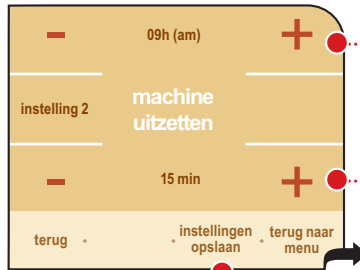 - 09h (am) +
instelling 2
machine
uitzetten
- 15 min +
terug
instellingen
opslaan
terug naar
menu